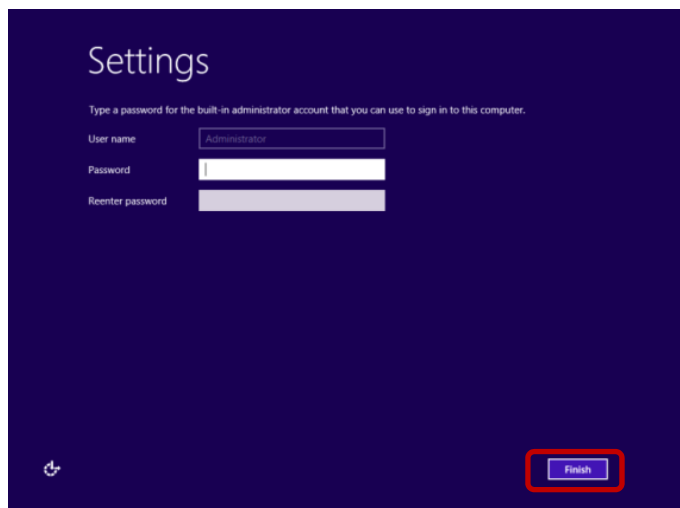 Settings
Type a password for the built-in administrator account that you can use to sign in to this computer.
User name
Administrator
Password
Reenter password
Finish